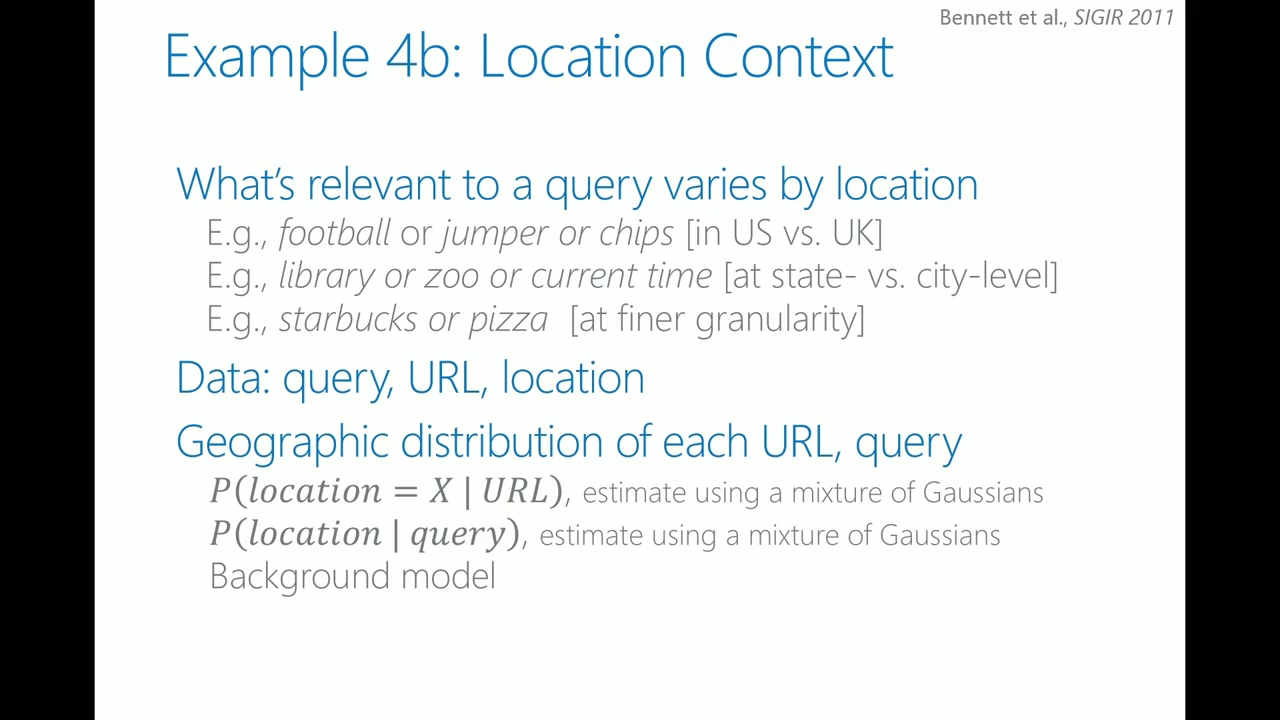 Bennett et al., SIGIR 2011
Example 4b: Location Context
What's relevant to a query varies by location
E.g., football or jumper or chips [in US vs. UK]
E.g., library or zoo or current time [at state- vs. city-level]
E.g., starbucks or pizza [at finer granularity]
Data: query, URL, location
Geographic distribution of each URL, query
P(location = X | URL), estimate using a mixture of Gaussians
P(location | query), estimate using a mixture of Gaussians
Background model